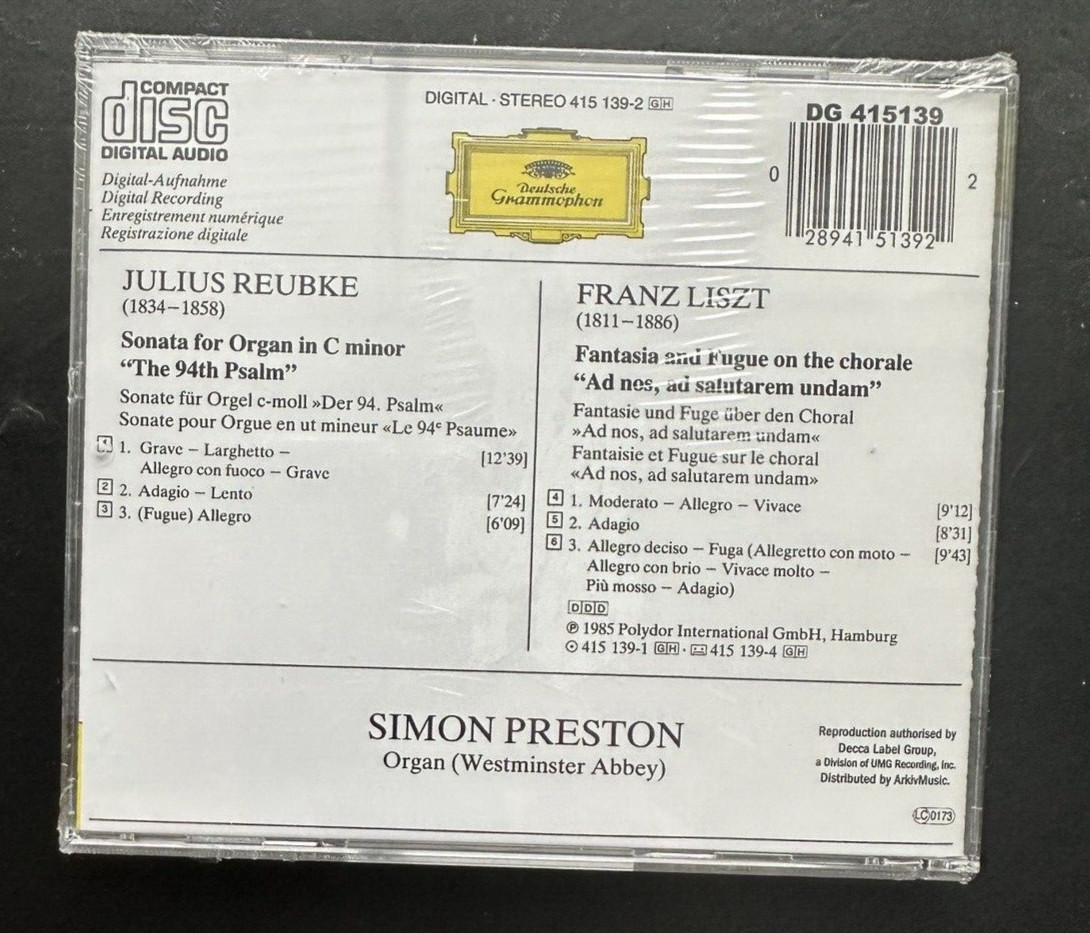 COMPACT
disc
DIGITAL AUDIO
Digital-Aufnahme
Digital Recording
Enregistrement numérique
Registrazione digitale
DIGITAL · STEREO 415 139-2 GH
Deutsche
Grammophon
DG 415139
0 28941 51392 2
JULIUS REUBKE
(1834–1858)
Sonata for Organ in C minor
“The 94th Psalm”
Sonate für Orgel c-moll »Der 94. Psalm«
Sonate pour Orgue en ut mineur «Le 94e Psaume»
1 1. Grave – Larghetto – [12'39]
Allegro con fuoco – Grave
2 2. Adagio – Lento [7'24]
3 3. (Fugue) Allegro [6'09]
FRANZ LISZT
(1811–1886)
Fantasia and Fugue on the chorale
“Ad nos, ad salutarem undam”
Fantasie und Fuge über den Choral
»Ad nos, ad salutarem undam«
Fantaisie et Fugue sur le choral
«Ad nos, ad salutarem undam»
4 1. Moderato – Allegro – Vivace [9'12]
5 2. Adagio [8'31]
6 3. Allegro deciso – Fuga (Allegretto con moto – [9'43]
Allegro con brio – Vivace molto –
Più mosso – Adagio)
DDD
℗ 1985 Polydor International GmbH, Hamburg
415 139-1 GH · 415 139-4 GH
SIMON PRESTON
Organ (Westminster Abbey)
Reproduction authorised by
Decca Label Group,
a Division of UMG Recording, Inc.
Distributed by ArkivMusic.
LC 0173